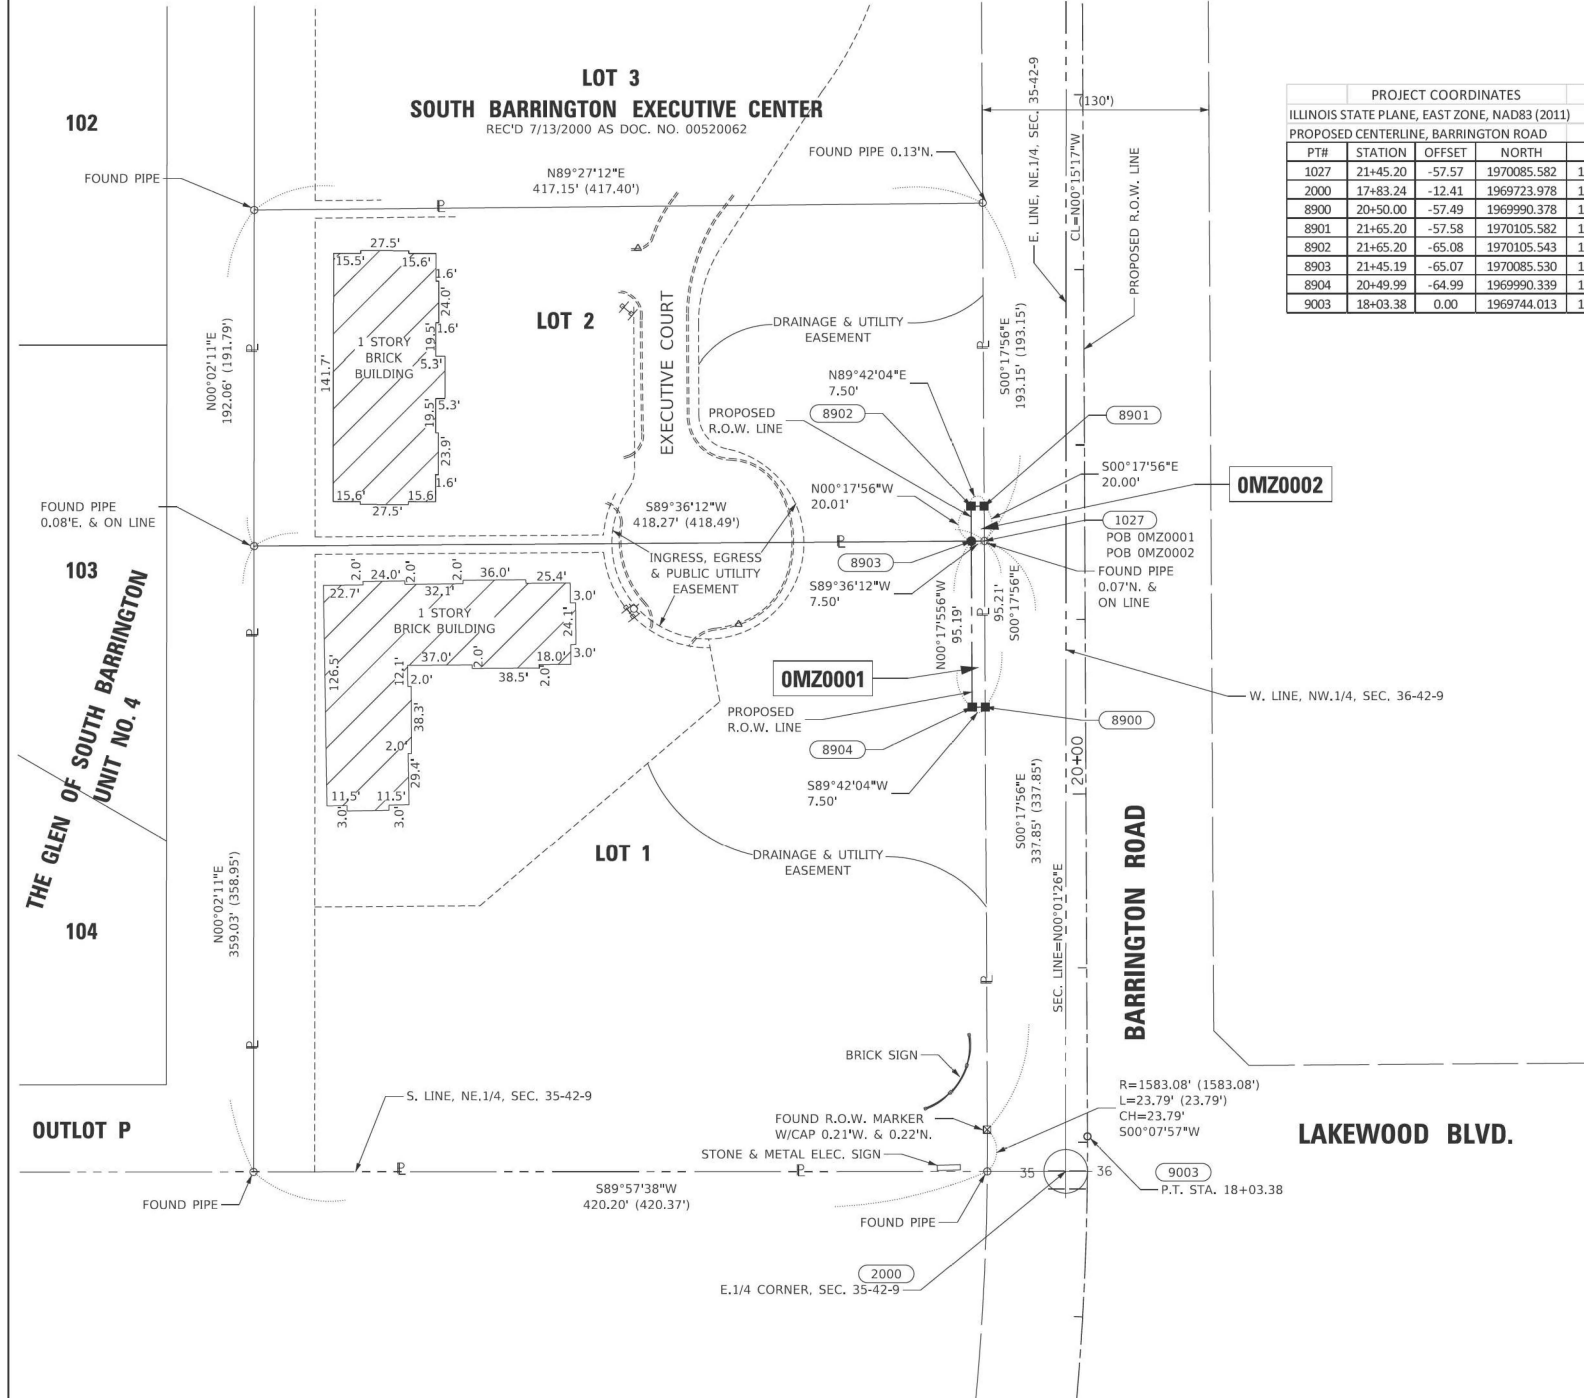 LOT 3
SOUTH BARRINGTON EXECUTIVE CENTER
REC'D 7/13/2000 AS DOC. NO. 00520062
102
FOUND PIPE
N89°27'12"E
417.15' (417.40')
FOUND PIPE 0.13'N.
E. LINE, NE.1/4, SEC. 35-42-9
CL=N00°15'17"W
(130')
PROPOSED R.O.W. LINE
PROJECT COORDINATES
ILLINOIS STATE PLANE, EAST ZONE, NAD83 (2011)
PROPOSED CENTERLINE, BARRINGTON ROAD
PT# STATION OFFSET NORTH
1027 21+45.20 -57.57 1970085.582 1
2000 17+83.24 -12.41 1969723.978 1
8900 20+50.00 -57.49 1969990.378 1
8901 21+65.20 -57.58 1970105.582 1
8902 21+65.20 -65.08 1970105.543 1
8903 21+45.19 -65.07 1970085.530 1
8904 20+49.99 -64.99 1969990.339 1
9003 18+03.38 0.00 1969744.013 1
27.5'
15.5'
15.6'
1.6'
24.0'
1.6'
19.5'
5.3'
5.3'
19.5'
23.9'
1.6'
15.6'
15.6
27.5'
141.7'
1 STORY
BRICK
BUILDING
N00°02'11"E
192.06' (191.79')
LOT 2
EXECUTIVE COURT
DRAINAGE & UTILITY
EASEMENT
S00°17'56"E
193.15' (193.15')
N89°42'04"E
7.50'
8902
8901
PROPOSED
R.O.W. LINE
S00°17'56"E
20.00'
0MZ0002
N00°17'56"W
20.01'
1027
POB 0MZ0001
POB 0MZ0002
FOUND PIPE
0.07'N. &
ON LINE
FOUND PIPE
0.08'E. & ON LINE
S89°36'12"W
418.27' (418.49')
INGRESS, EGRESS
& PUBLIC UTILITY
EASEMENT
8903
S89°36'12"W
7.50'
103
2.0'
24.0'
2.0'
2.0'
36.0'
25.4'
22.7'
32.1'
3.0'
1 STORY
BRICK BUILDING
24.1'
3.0'
126.5'
12.1'
37.0'
2.0'
18.0'
2.0'
38.5'
2.0'
38.3'
2.0'
29.4'
11.5'
11.5'
3.0'
3.0'
N00°17'556"W
95.19'
95.21'
S00°17'56"E
0MZ0001
PROPOSED
R.O.W. LINE
8904
8900
S89°42'04"W
7.50'
W. LINE, NW.1/4, SEC. 36-42-9
20+00
THE GLEN OF SOUTH BARRINGTON
UNIT NO. 4
LOT 1
DRAINAGE & UTILITY
EASEMENT
S00°17'56"E
337.85' (337.85')
SEC. LINE=N00°01'26"E
BARRINGTON ROAD
N00°02'11"E
359.03' (358.95')
104
BRICK SIGN
S. LINE, NE.1/4, SEC. 35-42-9
R=1583.08' (1583.08')
L=23.79' (23.79')
CH=23.79'
S00°07'57"W
FOUND R.O.W. MARKER
W/CAP 0.21'W. & 0.22'N.
STONE & METAL ELEC. SIGN
OUTLOT P
LAKEWOOD BLVD.
35
36
9003
P.T. STA. 18+03.38
FOUND PIPE
S89°57'38"W
420.20' (420.37')
FOUND PIPE
2000
E.1/4 CORNER, SEC. 35-42-9